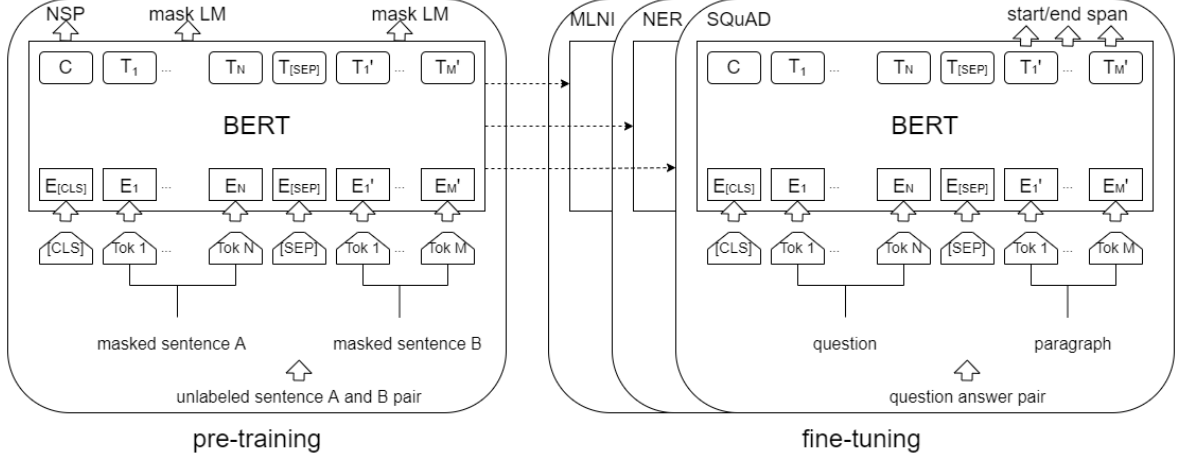 NSP mask LM mask LM MLNI NER SQuAD start/end span
C T1 ... TN T[SEP] T1' ... TM' C T1 ... TN T[SEP] T1' ... TM'
BERT BERT
E[CLS] E1 ... EN E[SEP] E1' ... EM' E[CLS] E1 ... EN E[SEP] E1' ... EM'
[CLS] Tok 1 ... Tok N [SEP] Tok 1 ... Tok M [CLS] Tok 1 ... Tok N [SEP] Tok 1 ... Tok M
masked sentence A masked sentence B question paragraph
unlabeled sentence A and B pair question answer pair
pre-training fine-tuning